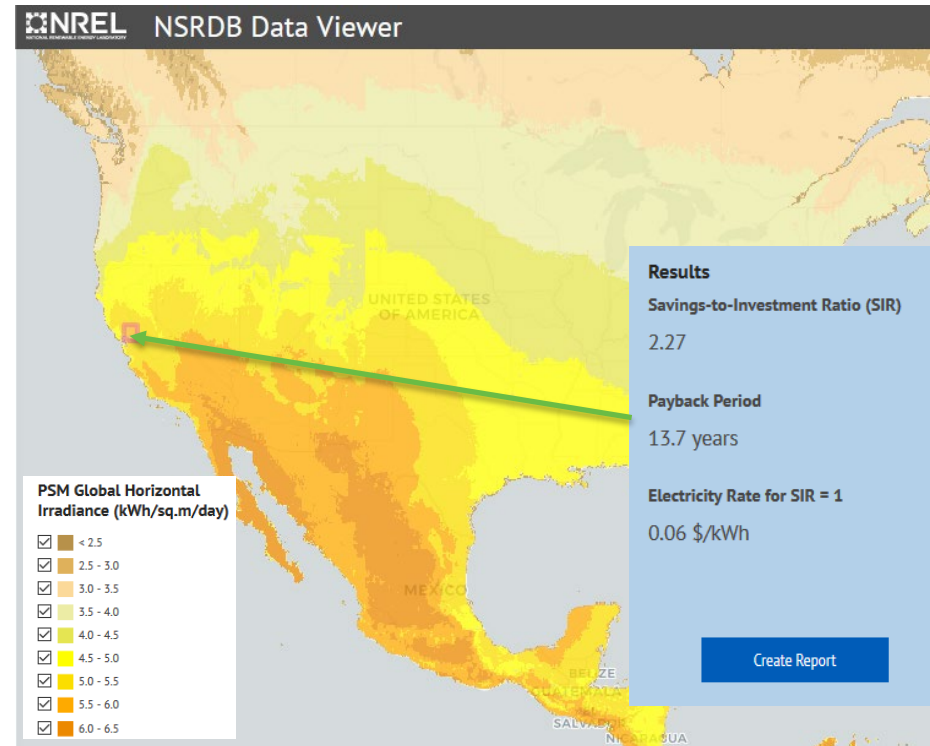 NREL
NATIONAL RENEWABLE ENERGY LABORATORY
NSRDB Data Viewer
UNITED STATES
OF AMERICA
Results
Savings-to-Investment Ratio (SIR)
2.27
Payback Period
13.7 years
Electricity Rate for SIR = 1
0.06 $/kWh
Create Report
PSM Global Horizontal
Irradiance (kWh/sq.m/day)
< 2.5
2.5 - 3.0
3.0 - 3.5
3.5 - 4.0
4.0 - 4.5
4.5 - 5.0
5.0 - 5.5
5.5 - 6.0
6.0 - 6.5
MEXICO
BELIZE
GUATEMALA
SALVADOR
NICARAGUA